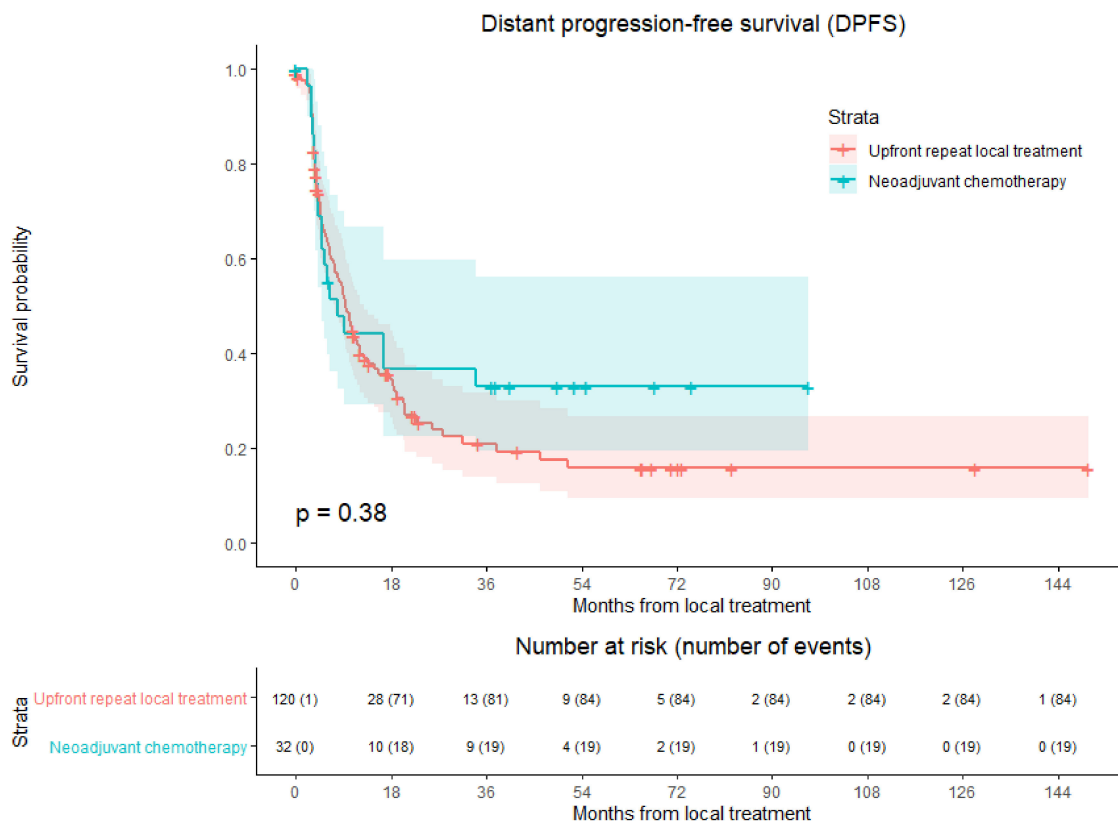 Distant progression-free survival (DPFS)
Survival probability
1.0
0.8
0.6
0.4
0.2
0.0
Strata
Upfront repeat local treatment
Neoadjuvant chemotherapy
p = 0.38
0 18 36 54 72 90 108 126 144
Months from local treatment
Number at risk (number of events)
Strata
Upfront repeat local treatment 120 (1) 28 (71) 13 (81) 9 (84) 5 (84) 2 (84) 2 (84) 2 (84) 1 (84)
Neoadjuvant chemotherapy 32 (0) 10 (18) 9 (19) 4 (19) 2 (19) 1 (19) 0 (19) 0 (19) 0 (19)
0 18 36 54 72 90 108 126 144
Months from local treatment